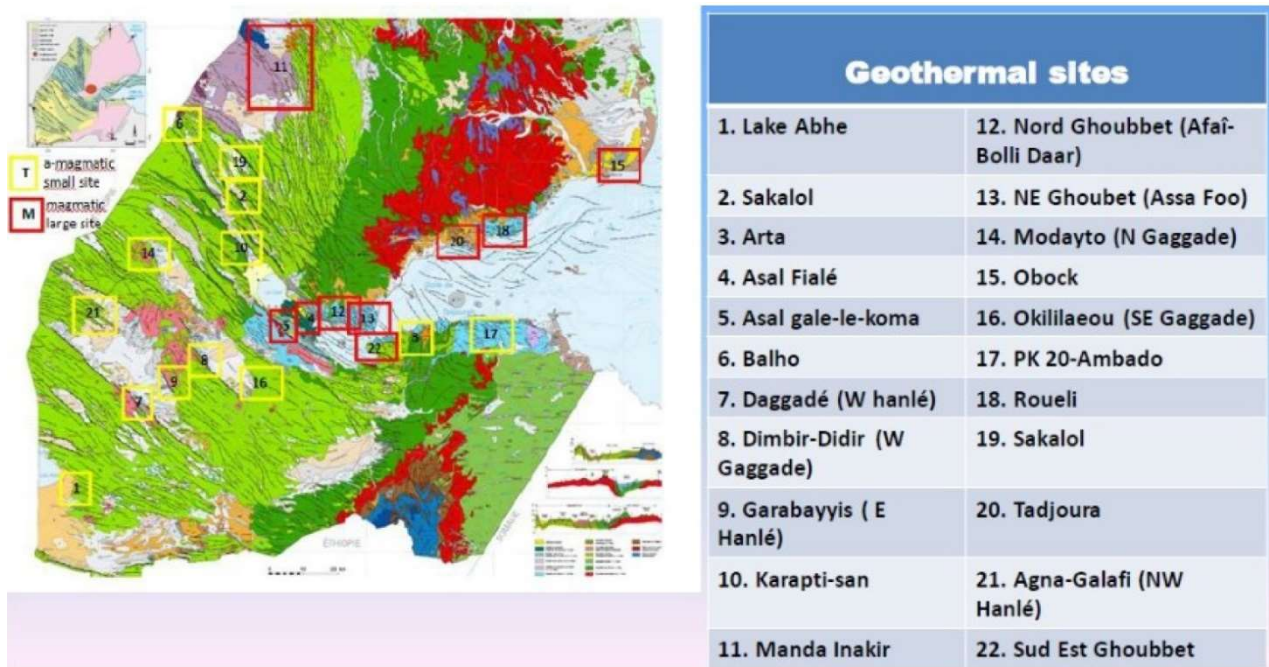 11
6
T
a-magmatic
small site
19
15
M
magmatic
large site
2
18
20
10
14
21
12
13
5
4
22
3
17
8
9
16
7
1
ÉTHIOPIE
SOMALIE
Geothermal sites
1. Lake Abhe
12. Nord Ghoubbet (Afaî-
Bolli Daar)
2. Sakalol
13. NE Ghoubet (Assa Foo)
3. Arta
14. Modayto (N Gaggade)
4. Asal Fialé
15. Obock
5. Asal gale-le-koma
16. Okililaeou (SE Gaggade)
6. Balho
17. PK 20-Ambado
7. Daggadé (W hanlé)
18. Roueli
8. Dimbir-Didir (W
Gaggade)
19. Sakalol
9. Garabayyis ( E
Hanlé)
20. Tadjoura
10. Karapti-san
21. Agna-Galafi (NW
Hanlé)
11. Manda Inakir
22. Sud Est Ghoubbet